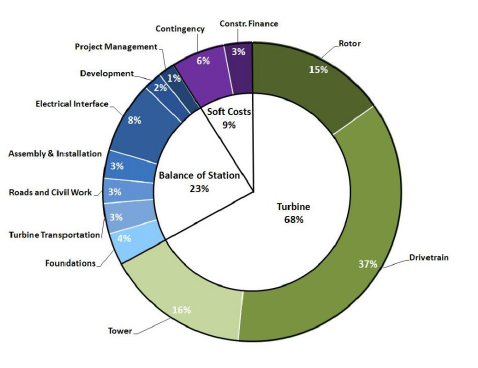 Constr. Finance
Contingency
Rotor
Project Management
3%
6%
15%
Development
1%
2%
Electrical Interface
8%
Soft Costs
9%
Assembly & Installation
3%
Balance of Station
23%
Roads and Civil Work
3%
Turbine
68%
3%
Turbine Transportation
4%
Foundations
37%
Drivetrain
16%
Tower